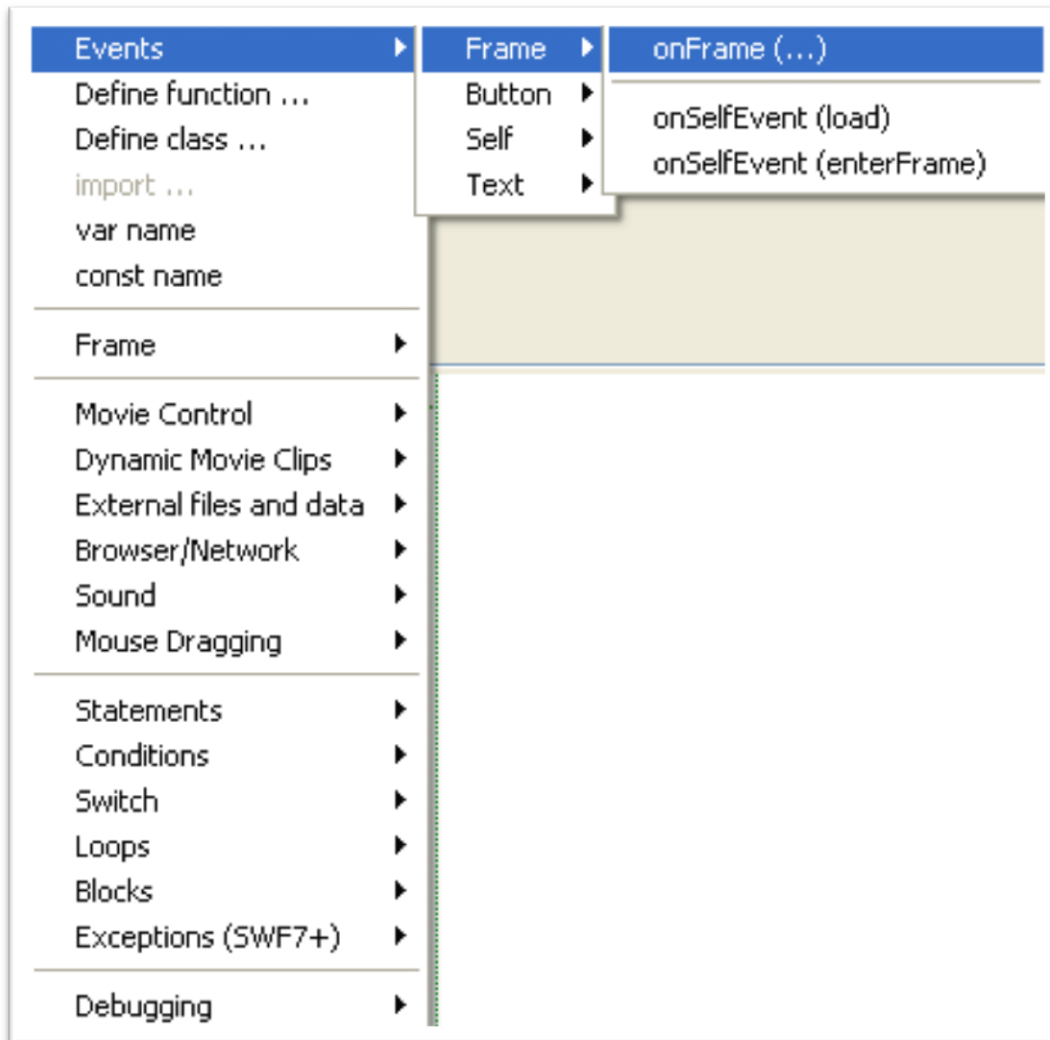 Events
Define function ...
Define class ...
import ...
var name
const name
Frame
Movie Control
Dynamic Movie Clips
External files and data
Browser/Network
Sound
Mouse Dragging
Statements
Conditions
Switch
Loops
Blocks
Exceptions (SWF7+)
Debugging
Frame
Button
Self
Text
onFrame (...)
onSelfEvent (load)
onSelfEvent (enterFrame)